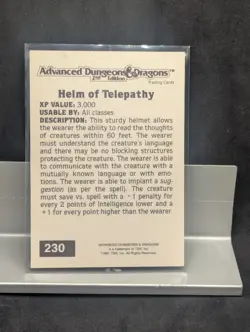 Advanced Dungeons & Dragons™
2nd Edition
Trading Cards
Helm of Telepathy
XP VALUE: 3,000
USABLE BY: All classes
DESCRIPTION: This sturdy helmet allows
the wearer the ability to read the thoughts
of creatures within 60 feet. The wearer
must understand the creature's language
and there may be no blocking structures
protecting the creature. The wearer is able
to communicate with the creature with a
mutually known language or with emo-
tions. The wearer is able to implant a sug-
gestion (as per the spell). The creature
must save vs. spell with a -1 penalty for
every 2 points of Intelligence lower and a
+1 for every point higher than the wearer.
230
ADVANCED DUNGEONS & DRAGONS